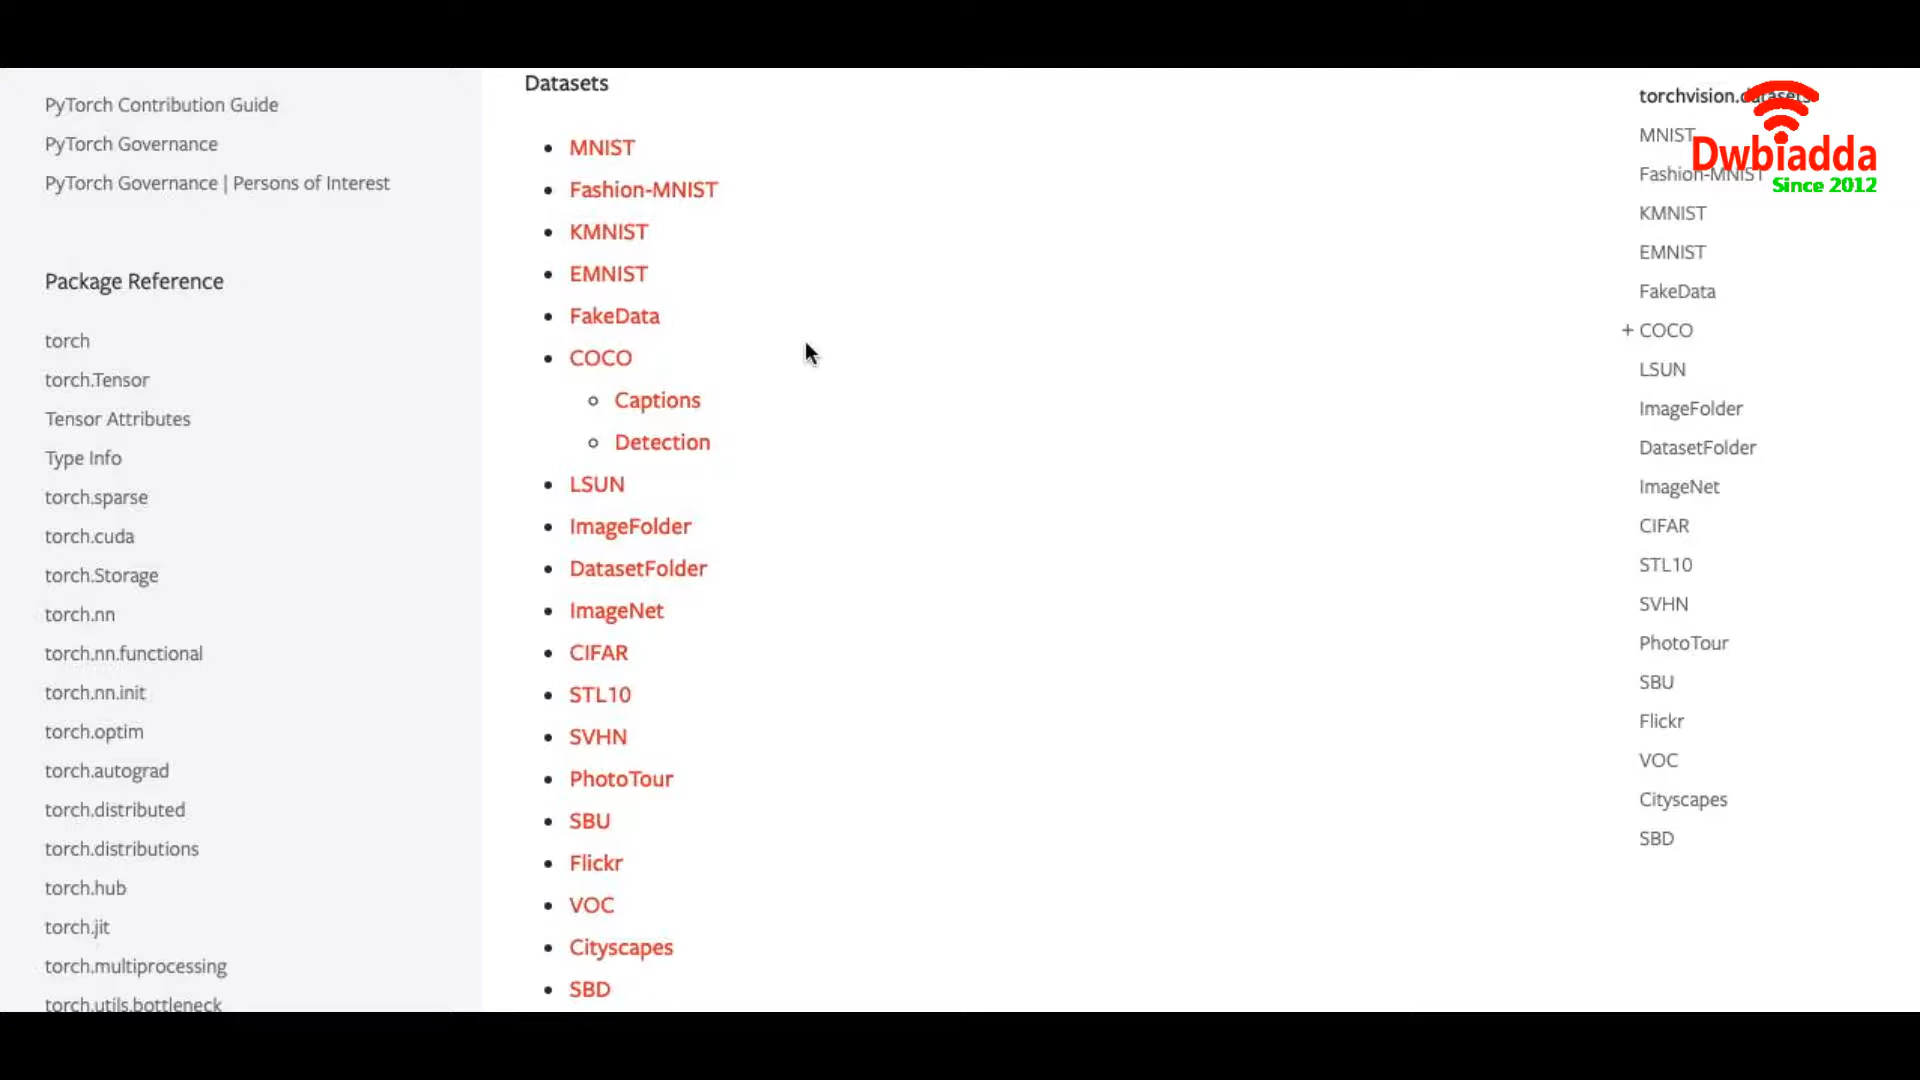 PyTorch Contribution Guide
PyTorch Governance
PyTorch Governance | Persons of Interest
Package Reference
torch
torch.Tensor
Tensor Attributes
Type Info
torch.sparse
torch.cuda
torch.Storage
torch.nn
torch.nn.functional
torch.nn.init
torch.optim
torch.autograd
torch.distributed
torch.distributions
torch.hub
torch.jit
torch.multiprocessing
torch.utils.bottleneck
Datasets
MNIST
Fashion-MNIST
KMNIST
EMNIST
FakeData
COCO
Captions
Detection
LSUN
ImageFolder
DatasetFolder
ImageNet
CIFAR
STL10
SVHN
PhotoTour
SBU
Flickr
VOC
Cityscapes
SBD
torchvision.datasets
MNIST
Fashion-MNIST
KMNIST
EMNIST
FakeData
+ COCO
LSUN
ImageFolder
DatasetFolder
ImageNet
CIFAR
STL10
SVHN
PhotoTour
SBU
Flickr
VOC
Cityscapes
SBD
Dwbiadda
Since 2012